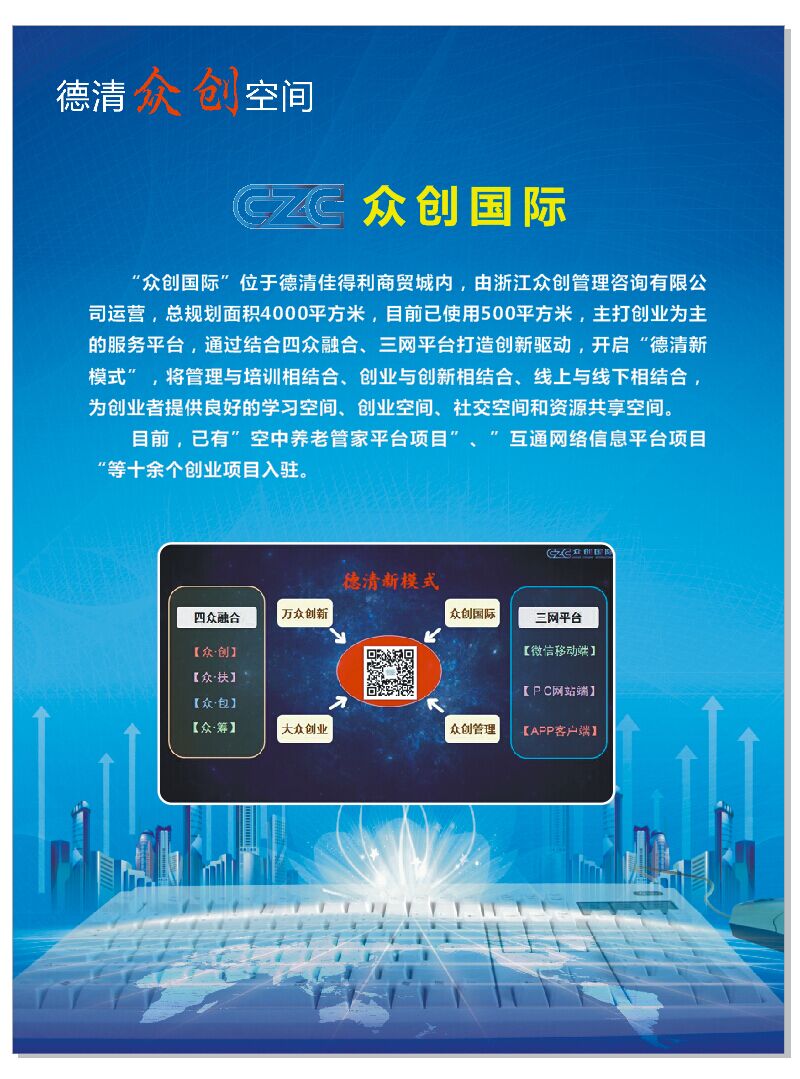 德清众创空间
CZC 众创国际
“众创国际”位于德清佳得利商贸城内，由浙江众创管理咨询有限公
司运营，总规划面积4000平方米，目前已使用500平方米，主打创业为主
的服务平台，通过结合四众融合、三网平台打造创新驱动，开启“德清新
模式”，将管理与培训相结合、创业与创新相结合、线上与线下相结合，
为创业者提供良好的学习空间、创业空间、社交空间和资源共享空间。
目前，已有”空中养老管家平台项目”、”互通网络信息平台项目
“等十余个创业项目入驻。
CZC众创国际
德清新模式
四众融合
【众·创】
【众·扶】
【众·包】
【众·筹】
万众创新
众创国际
大众创业
众创管理
三网平台
【微信移动端】
【PC网站端】
【APP客户端】